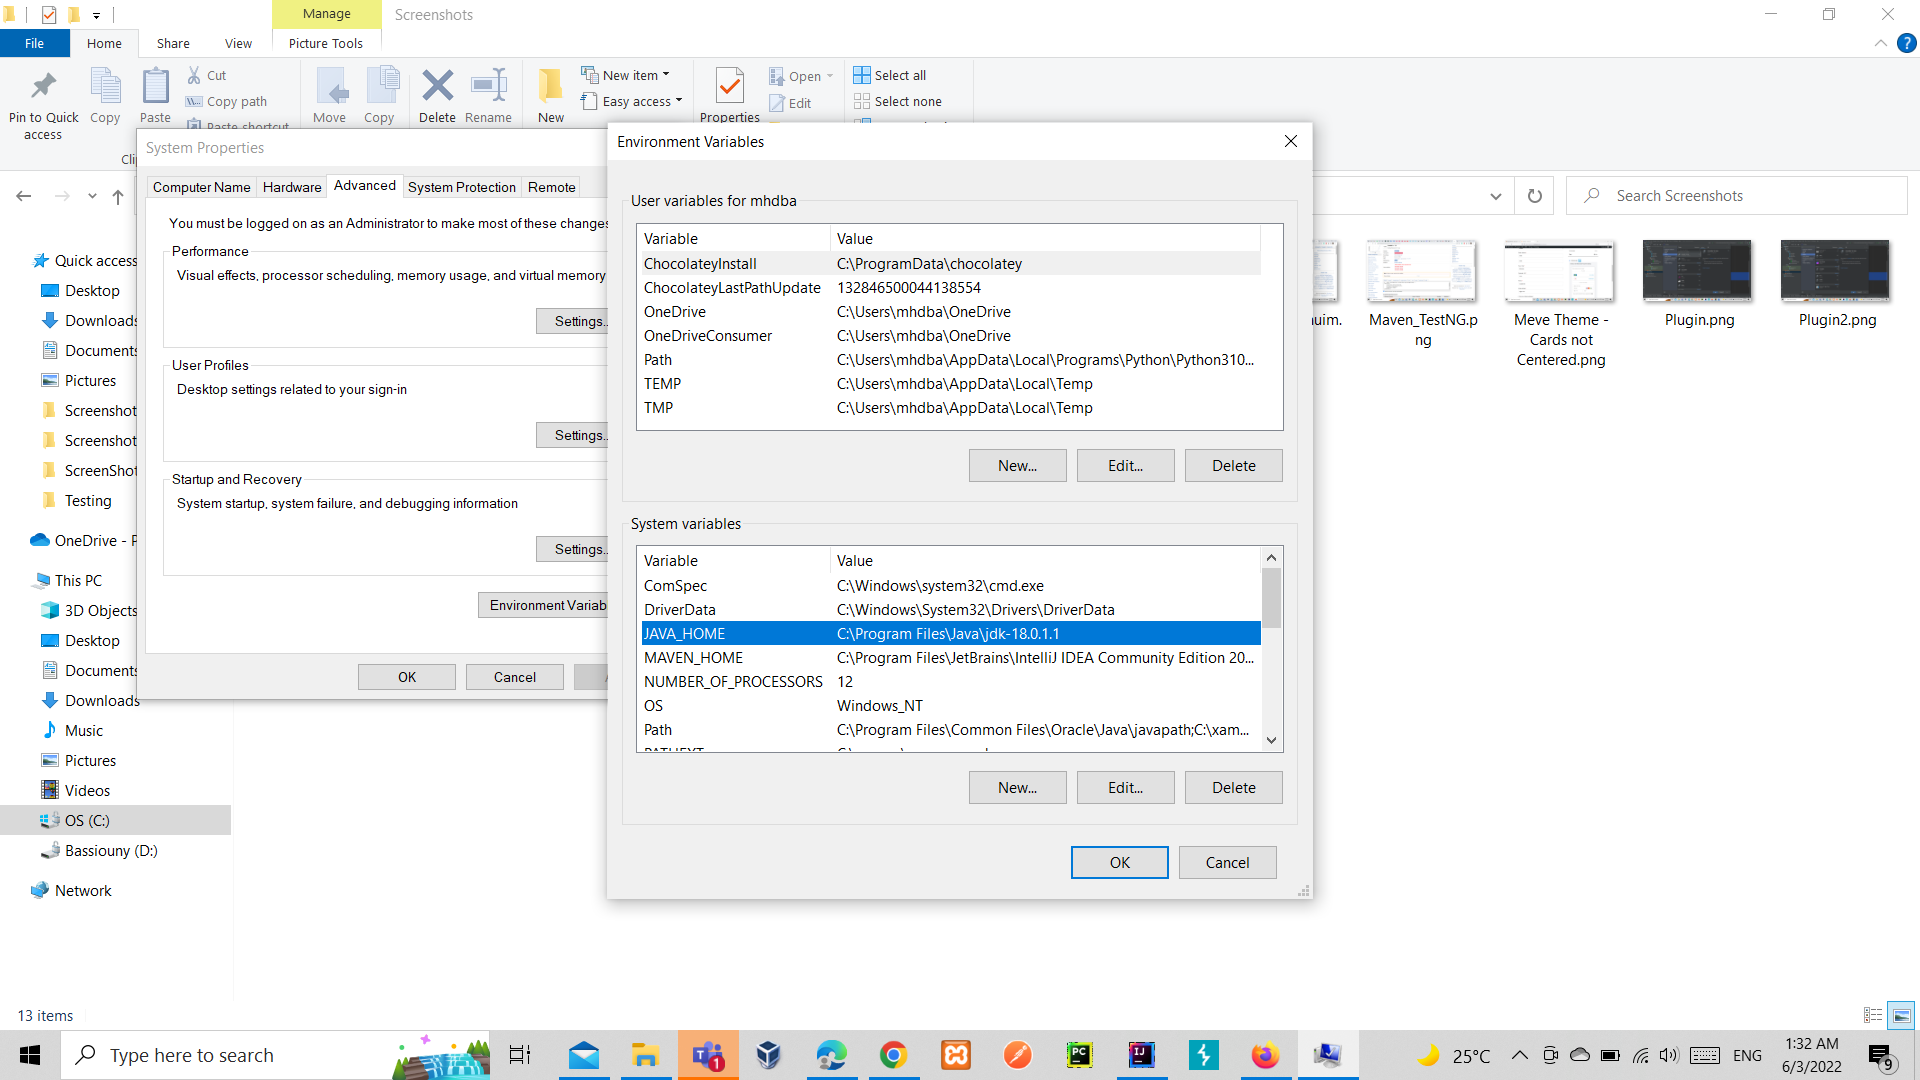 Manage
Screenshots
File
Home
Share
View
Picture Tools
Pin to Quick access
Copy
Paste
Cut
Copy path
Paste shortcut
Move
Copy
Delete
Rename
New
New item
Easy access
Properties
Open
Edit
Select all
Select none
System Properties
Computer Name
Hardware
Advanced
System Protection
Remote
You must be logged on as an Administrator to make most of these changes
Performance
Visual effects, processor scheduling, memory usage, and virtual memory
Settings..
User Profiles
Desktop settings related to your sign-in
Settings..
Startup and Recovery
System startup, system failure, and debugging information
Settings..
Environment Variab
OK
Cancel
Environment Variables
User variables for mhdba
Variable Value
ChocolateyInstall C:\ProgramData\chocolatey
ChocolateyLastPathUpdate 132846500044138554
OneDrive C:\Users\mhdba\OneDrive
OneDriveConsumer C:\Users\mhdba\OneDrive
Path C:\Users\mhdba\AppData\Local\Programs\Python\Python310...
TEMP C:\Users\mhdba\AppData\Local\Temp
TMP C:\Users\mhdba\AppData\Local\Temp
New... Edit... Delete
System variables
Variable Value
ComSpec C:\Windows\system32\cmd.exe
DriverData C:\Windows\System32\Drivers\DriverData
JAVA_HOME C:\Program Files\Java\jdk-18.0.1.1
MAVEN_HOME C:\Program Files\JetBrains\IntelliJ IDEA Community Edition 20...
NUMBER_OF_PROCESSORS 12
OS Windows_NT
Path C:\Program Files\Common Files\Oracle\Java\javapath;C:\xam...
New... Edit... Delete
OK Cancel
Search Screenshots
Maven_TestNG.png
Meve Theme - Cards not Centered.png
Plugin.png
Plugin2.png
Quick access
Desktop
Downloads
Documents
Pictures
Screenshot
Screenshot
ScreenShot
Testing
OneDrive - P
This PC
3D Objects
Desktop
Documents
Downloads
Music
Pictures
Videos
OS (C:)
Bassiouny (D:)
Network
13 items
Type here to search
25°C
ENG
1:32 AM
6/3/2022
9